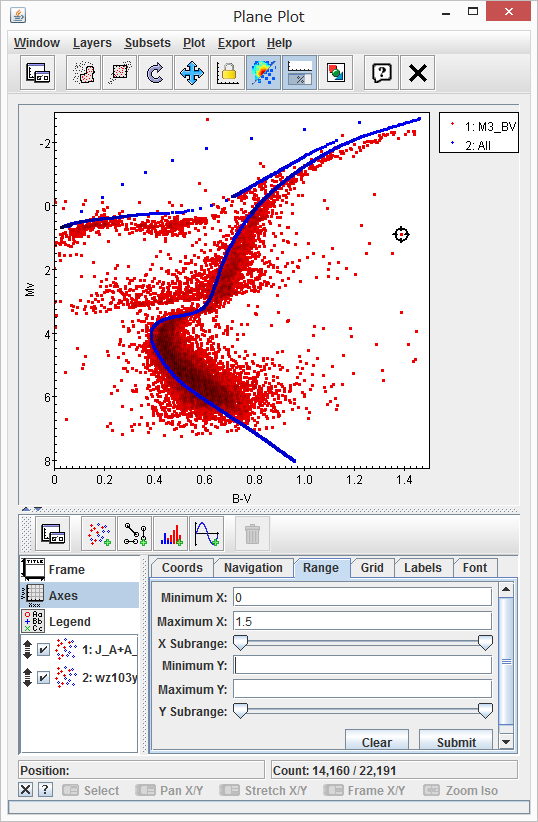 Plane Plot
Window Layers Subsets Plot Export Help
1: M3_BV
2: All
-2
0
2
4
6
8
Mv
0 0.2 0.4 0.6 0.8 1.0 1.2 1.4
B-V
Frame
Axes
Legend
1: J_A+A_
2: wz103y
Coords Navigation Range Grid Labels Font
Minimum X: 0
Maximum X: 1.5
X Subrange:
Minimum Y:
Maximum Y:
Y Subrange:
Clear Submit
Position: Count: 14,160 / 22,191
Select Pan X/Y Stretch X/Y Frame X/Y Zoom Iso